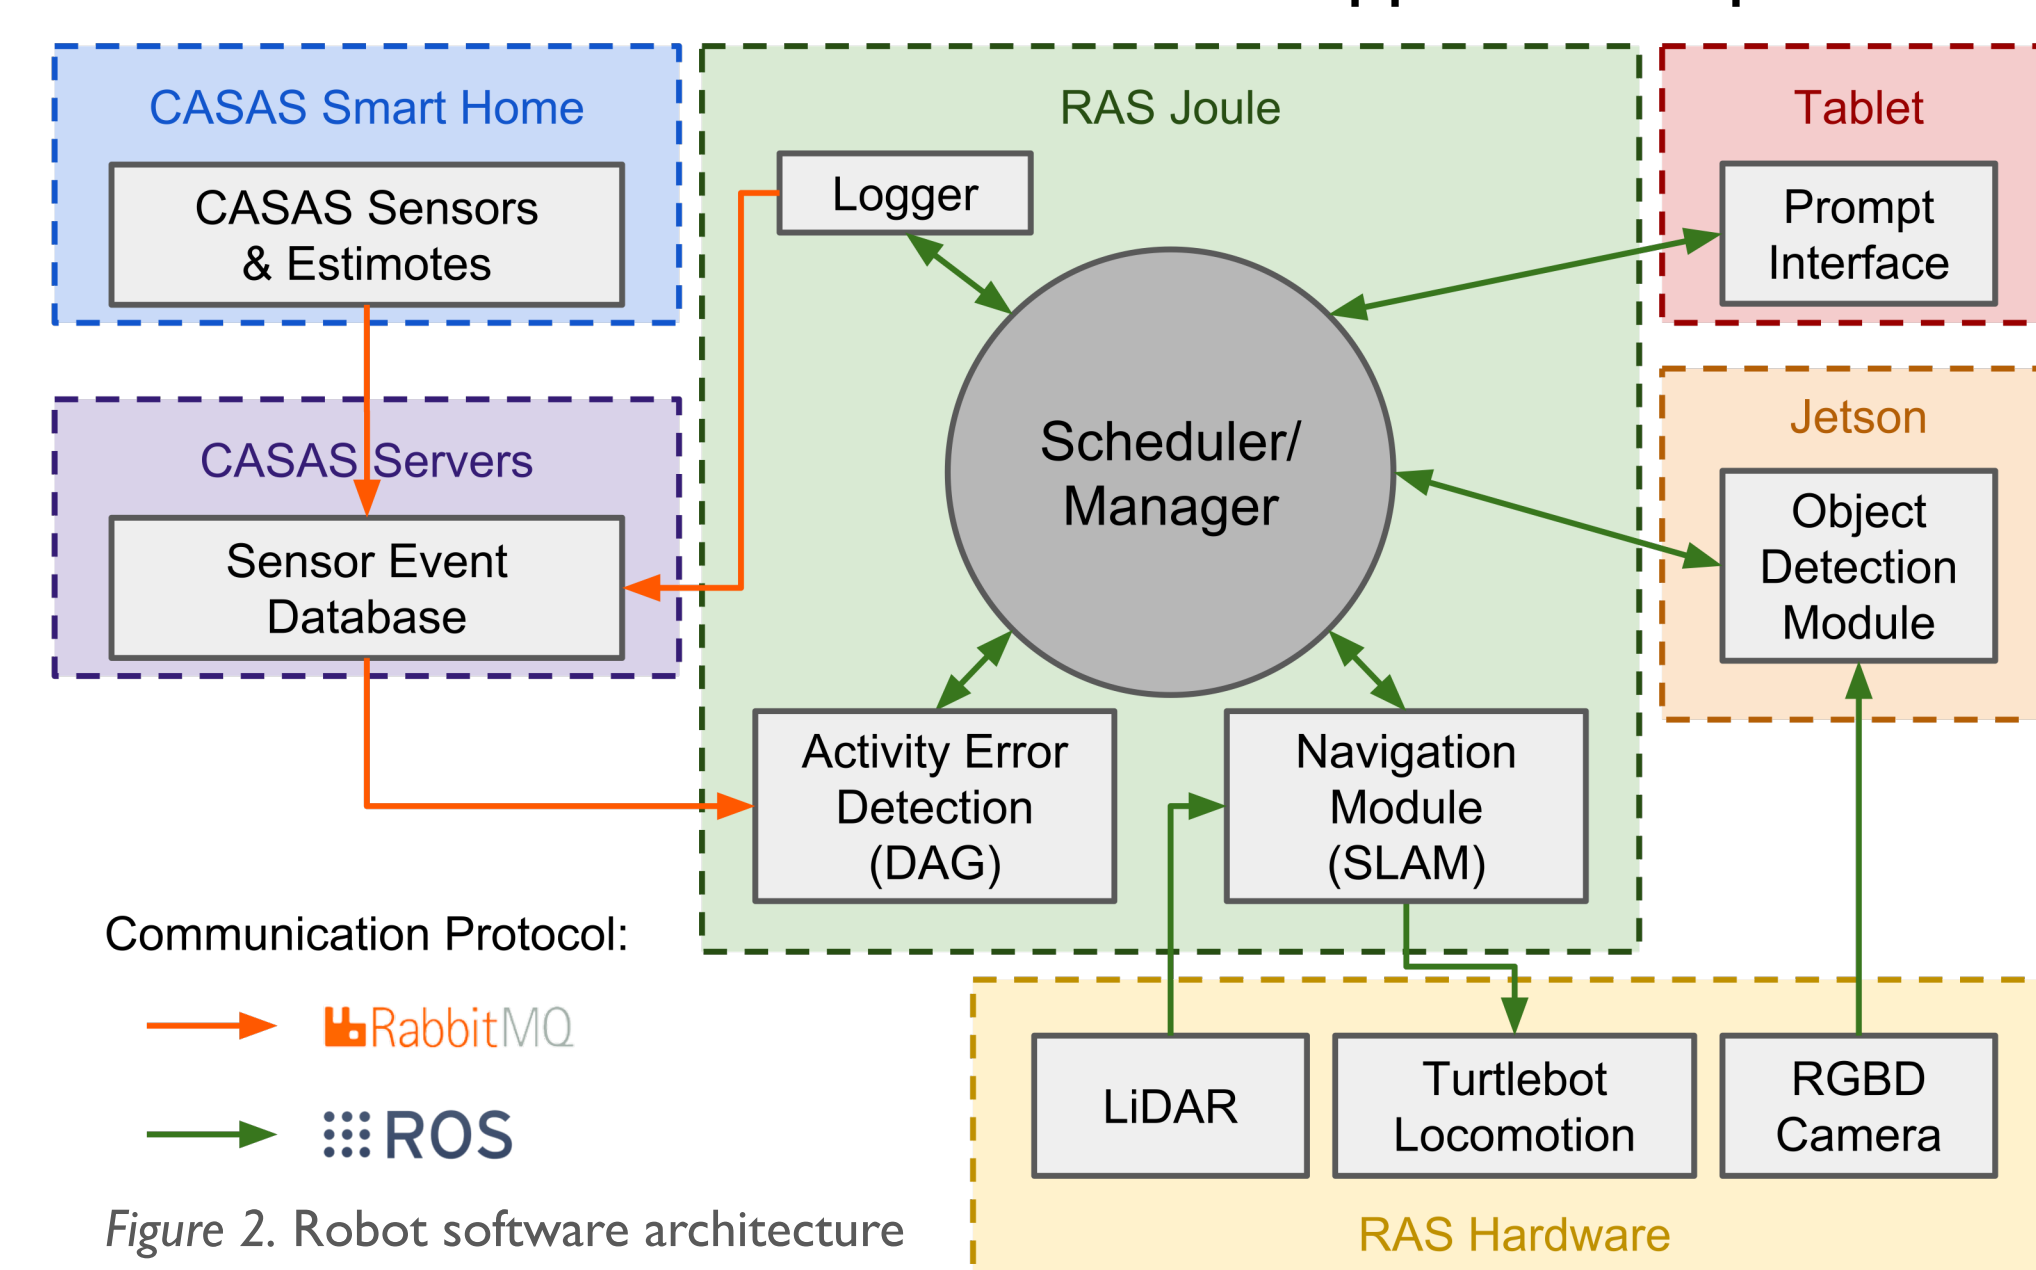 CASAS Smart Home
CASAS Sensors
& Estimotes
CASAS Servers
Sensor Event
Database
RAS Joule
Logger
Scheduler/
Manager
Activity Error
Detection
(DAG)
Navigation
Module
(SLAM)
Tablet
Prompt
Interface
Jetson
Object
Detection
Module
LiDAR
Turtlebot
Locomotion
RGBD
Camera
RAS Hardware
Communication Protocol:
RabbitMQ
ROS
Figure 2. Robot software architecture